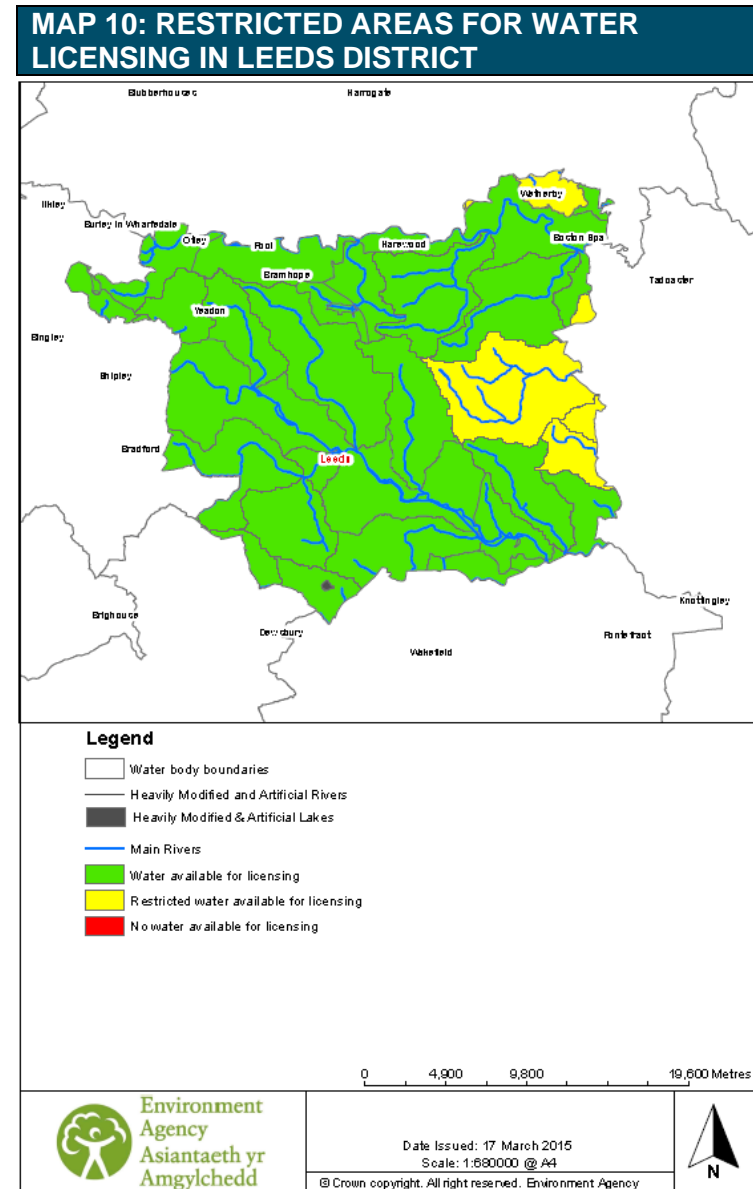 MAP 10: RESTRICTED AREAS FOR WATER
LICENSING IN LEEDS DISTRICT
Blubberhouses
Harrogate
Ilkley
Wetherby
Burley in Wharfedale
Otley
Pool
Harewood
Boston Spa
Bramhope
Tadcaster
Yeadon
Bingley
Shipley
Bradford
Leeds
Brighouse
Dewsbury
Wakefield
Pontefract
Knottingley
Legend
Water body boundaries
Heavily Modified and Artificial Rivers
Heavily Modified & Artificial Lakes
Main Rivers
Water available for licensing
Restricted water available for licensing
No water available for licensing
0 4,900 9,800 19,600 Metres
Environment
Agency
Asiantaeth yr
Amgylchedd
Date Issued: 17 March 2015
Scale: 1:680000 @ A4
© Crown copyright. All right reserved. Environment Agency
N